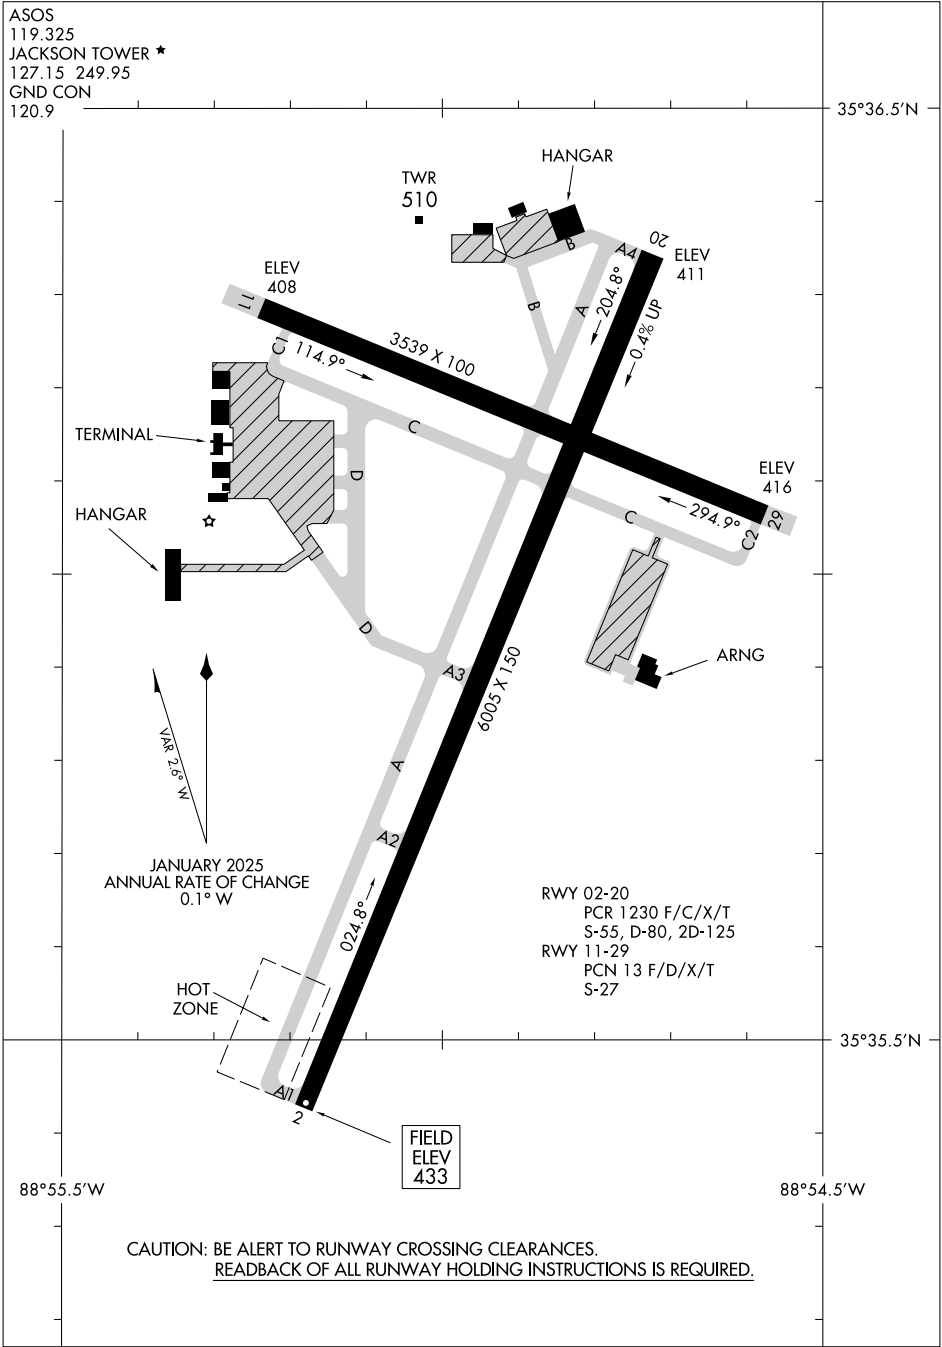 ASOS
119.325
JACKSON TOWER ★
127.15 249.95
GND CON
120.9
35°36.5'N
HANGAR
TWR
510
20
B
A4
ELEV
411
ELEV
408
204.8°
11
B
A
0.4% UP
3539 X 100
C1
114.9°
C
TERMINAL
ELEV
416
D
HANGAR
294.9°
29
C
C2
D
ARNG
A3
6005 X 150
VAR 2.6° W
A
A2
JANUARY 2025
ANNUAL RATE OF CHANGE
0.1° W
024.8°
RWY 02-20
PCR 1230 F/C/X/T
S-55, D-80, 2D-125
RWY 11-29
PCN 13 F/D/X/T
S-27
HOT
ZONE
35°35.5'N
A1
2
FIELD
ELEV
433
88°55.5'W
88°54.5'W
CAUTION: BE ALERT TO RUNWAY CROSSING CLEARANCES.
READBACK OF ALL RUNWAY HOLDING INSTRUCTIONS IS REQUIRED.